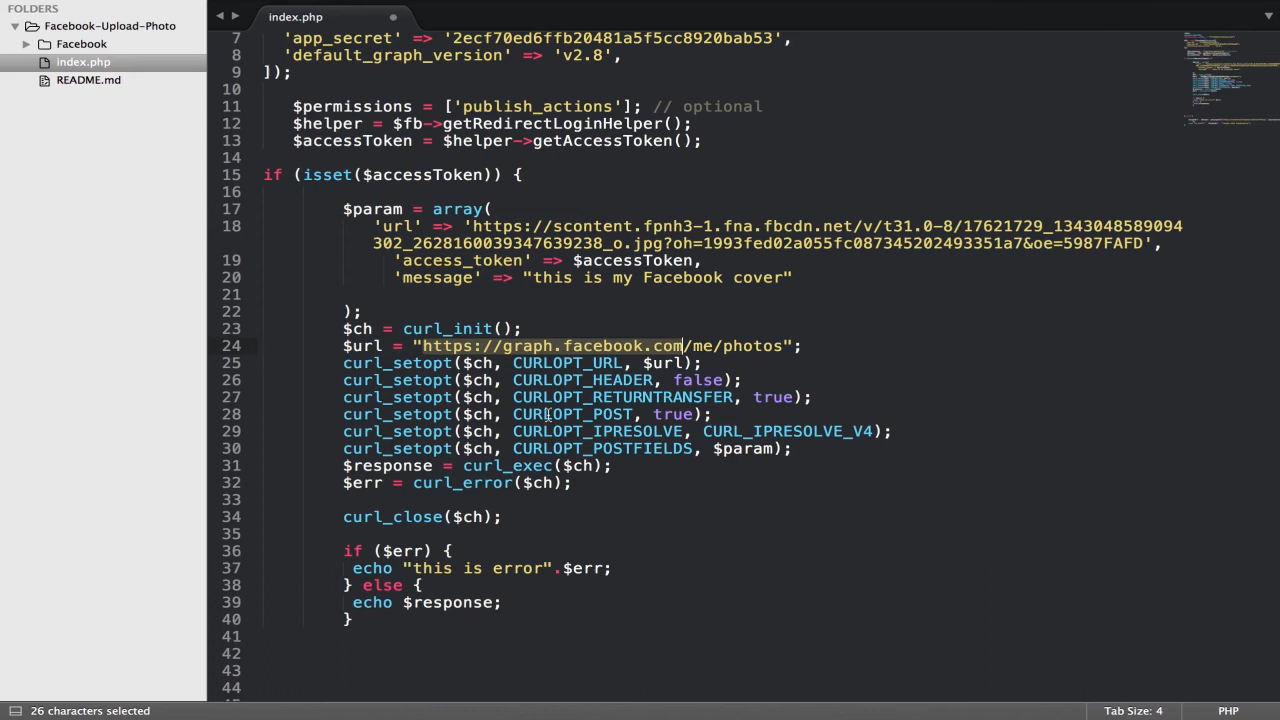 FOLDERS
Facebook-Upload-Photo
Facebook
index.php
README.md
index.php
7 'app_secret' => '2ecf70ed6ffb20481a5f5cc8920bab53',
8 'default_graph_version' => 'v2.8',
9 ]);
10
11 $permissions = ['publish_actions']; // optional
12 $helper = $fb->getRedirectLoginHelper();
13 $accessToken = $helper->getAccessToken();
14
15 if (isset($accessToken)) {
16
17 $param = array(
18 'url' => 'https://scontent.fpnh3-1.fna.fbcdn.net/v/t31.0-8/17621729_1343048589094
302_2628160039347639238_o.jpg?oh=1993fed02a055fc087345202493351a7&oe=5987FAFD',
19 'access_token' => $accessToken,
20 'message' => "this is my Facebook cover"
21
22 );
23 $ch = curl_init();
24 $url = "https://graph.facebook.com/me/photos";
25 curl_setopt($ch, CURLOPT_URL, $url);
26 curl_setopt($ch, CURLOPT_HEADER, false);
27 curl_setopt($ch, CURLOPT_RETURNTRANSFER, true);
28 curl_setopt($ch, CURLOPT_POST, true);
29 curl_setopt($ch, CURLOPT_IPRESOLVE, CURL_IPRESOLVE_V4);
30 curl_setopt($ch, CURLOPT_POSTFIELDS, $param);
31 $response = curl_exec($ch);
32 $err = curl_error($ch);
33
34 curl_close($ch);
35
36 if ($err) {
37 echo "this is error".$err;
38 } else {
39 echo $response;
40 }
41
42
43
44
26 characters selected
Tab Size: 4
PHP